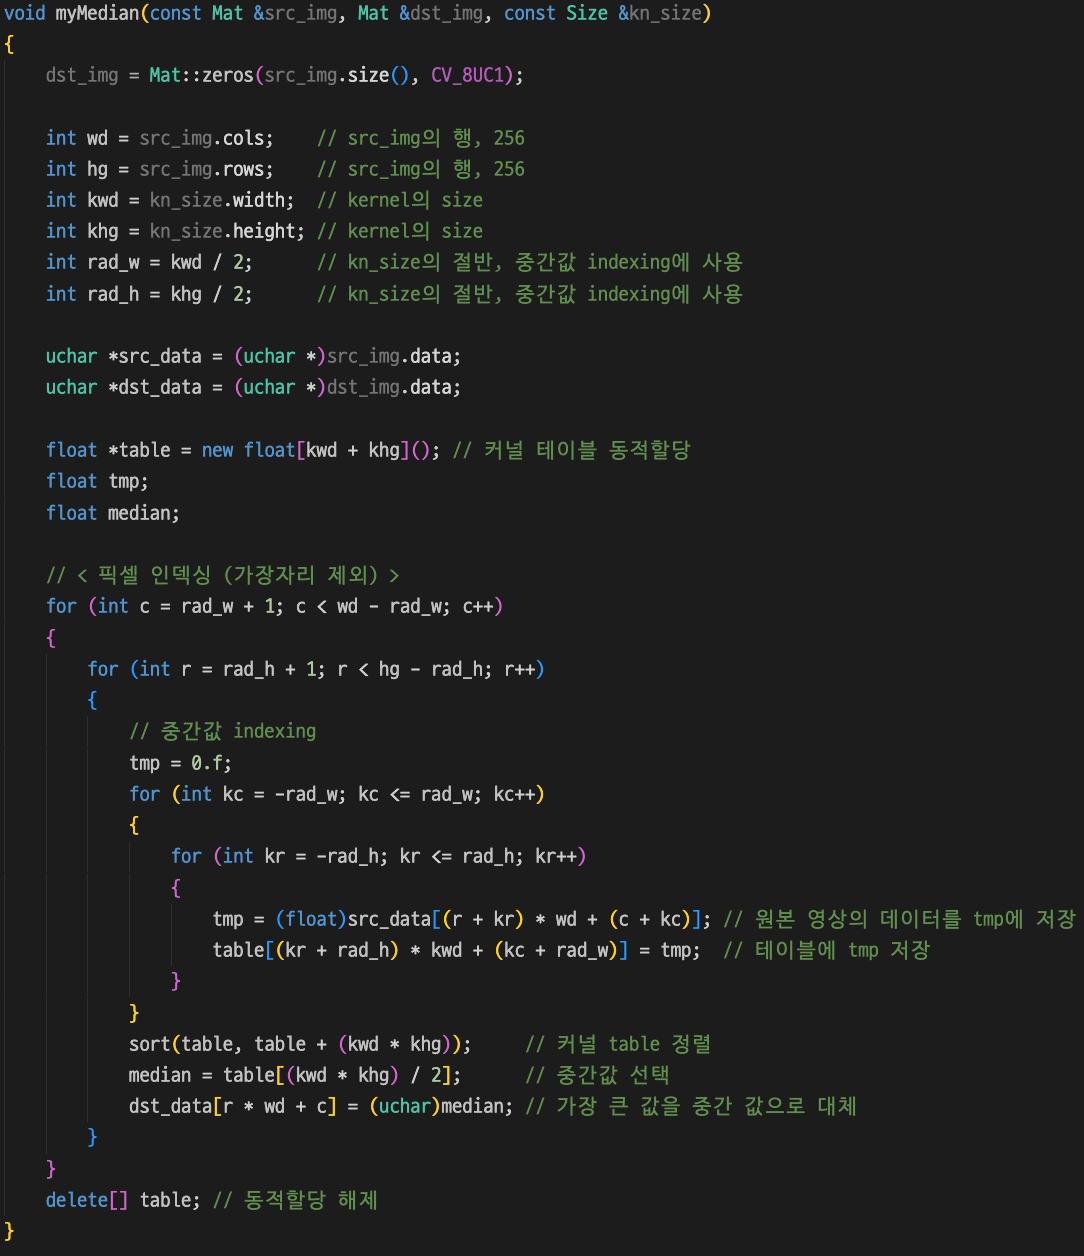 void myMedian(const Mat &src_img, Mat &dst_img, const Size &kn_size)
{
    dst_img = Mat::zeros(src_img.size(), CV_8UC1);

    int wd = src_img.cols;    // src_img의 행, 256
    int hg = src_img.rows;    // src_img의 행, 256
    int kwd = kn_size.width;  // kernel의 size
    int khg = kn_size.height; // kernel의 size
    int rad_w = kwd / 2;      // kn_size의 절반, 중간값 indexing에 사용
    int rad_h = khg / 2;      // kn_size의 절반, 중간값 indexing에 사용

    uchar *src_data = (uchar *)src_img.data;
    uchar *dst_data = (uchar *)dst_img.data;

    float *table = new float[kwd + khg](); // 커널 테이블 동적할당
    float tmp;
    float median;

    // < 픽셀 인덱싱 (가장자리 제외) >
    for (int c = rad_w + 1; c < wd - rad_w; c++)
    {
        for (int r = rad_h + 1; r < hg - rad_h; r++)
        {
            // 중간값 indexing
            tmp = 0.f;
            for (int kc = -rad_w; kc <= rad_w; kc++)
            {
                for (int kr = -rad_h; kr <= rad_h; kr++)
                {
                    tmp = (float)src_data[(r + kr) * wd + (c + kc)]; // 원본 영상의 데이터를 tmp에 저장
                    table[(kr + rad_h) * kwd + (kc + rad_w)] = tmp;  // 테이블에 tmp 저장
                }
            }
            sort(table, table + (kwd * khg));     // 커널 table 정렬
            median = table[(kwd * khg) / 2];      // 중간값 선택
            dst_data[r * wd + c] = (uchar)median; // 가장 큰 값을 중간 값으로 대체
        }
    }
    delete[] table; // 동적할당 해제
}